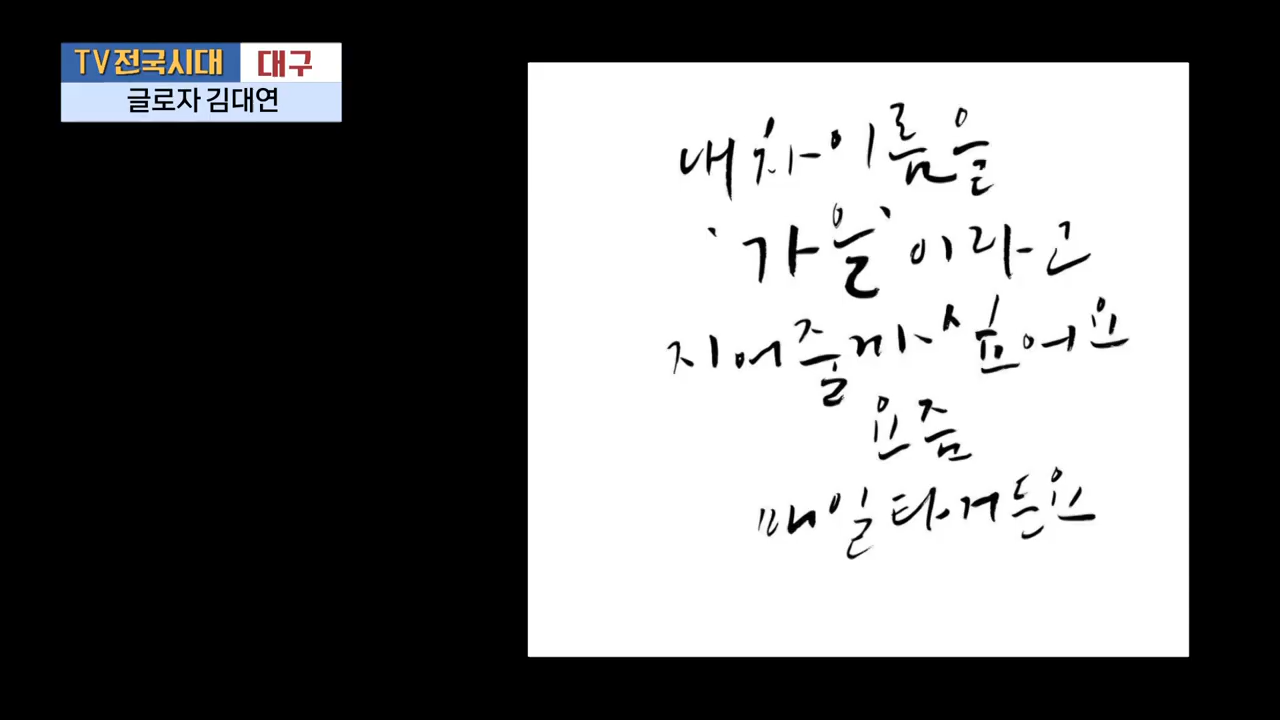 TV전국시대 대구
글로자 김대연
내 차 이름을
'가을'이라고
지어줄까 싶어요
요즘
매일 타거든요